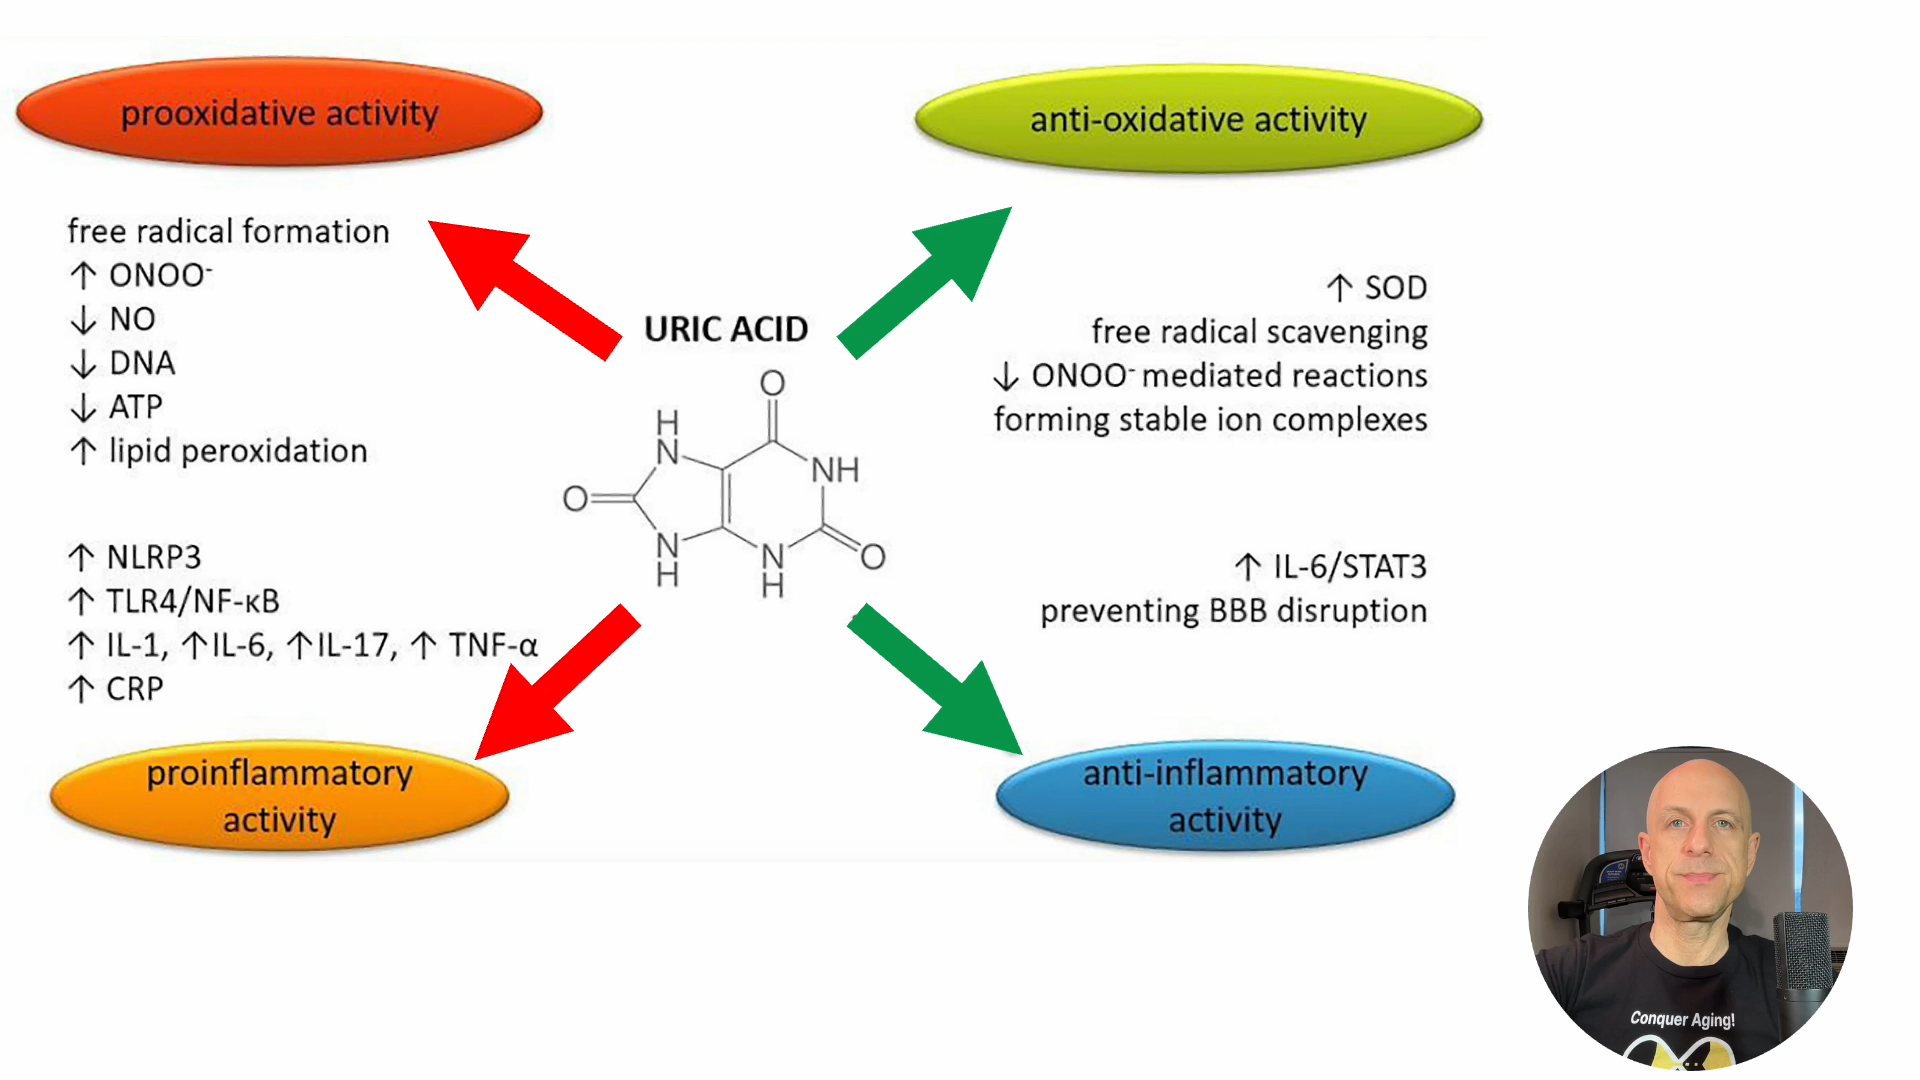 prooxidative activity
anti-oxidative activity
free radical formation
↑ ONOO⁻
↓ NO
↓ DNA
↓ ATP
↑ lipid peroxidation
↑ SOD
free radical scavenging
↓ ONOO⁻ mediated reactions
forming stable ion complexes
URIC ACID
O
H
N
NH
O
N
H
N
H
O
↑ NLRP3
↑ TLR4/NF-κB
↑ IL-1, ↑IL-6, ↑IL-17, ↑ TNF-α
↑ CRP
↑ IL-6/STAT3
preventing BBB disruption
proinflammatory
activity
anti-inflammatory
activity
Conquer Aging!